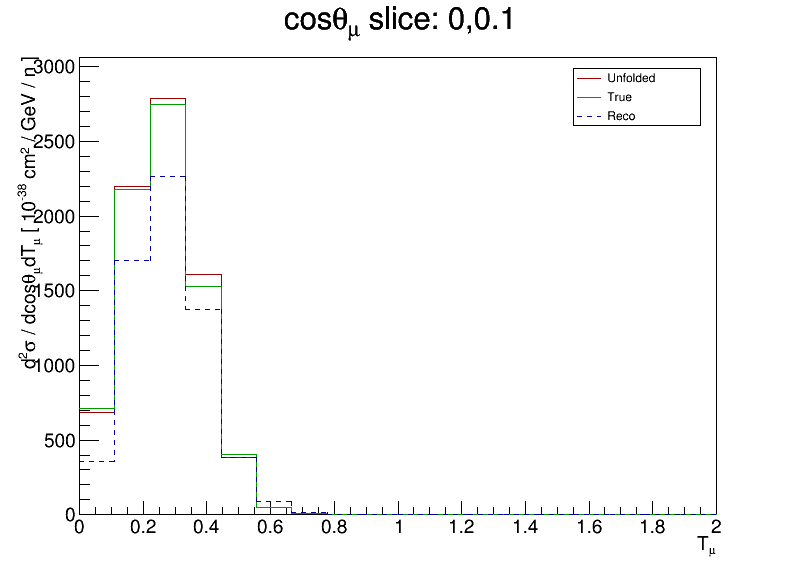 cosθμ slice: 0,0.1
d²σ / dcosθμdTμ [ 10⁻³⁸ cm² / GeV / n ]
3000
2500
2000
1500
1000
500
0
Unfolded
True
Reco
0 0.2 0.4 0.6 0.8 1 1.2 1.4 1.6 1.8 2
Tμ